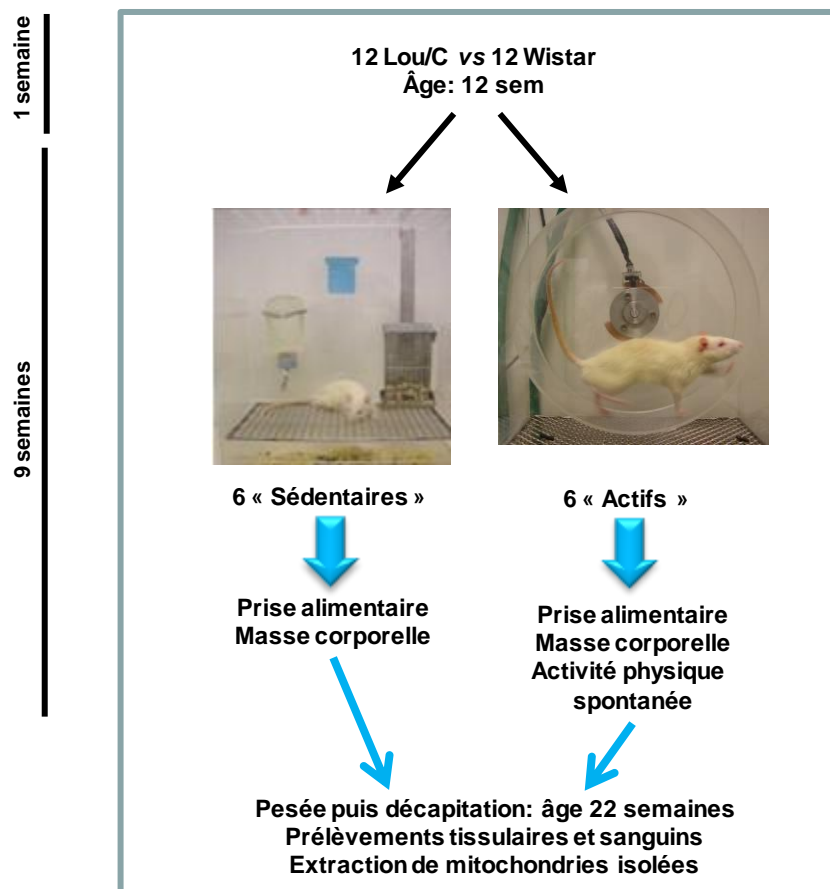 1 semaine
12 Lou/C vs 12 Wistar
Âge: 12 sem
9 semaines
6 « Sédentaires »
6 « Actifs »
Prise alimentaire
Masse corporelle
Prise alimentaire
Masse corporelle
Activité physique
spontanée
Pesée puis décapitation: âge 22 semaines
Prélèvements tissulaires et sanguins
Extraction de mitochondries isolées